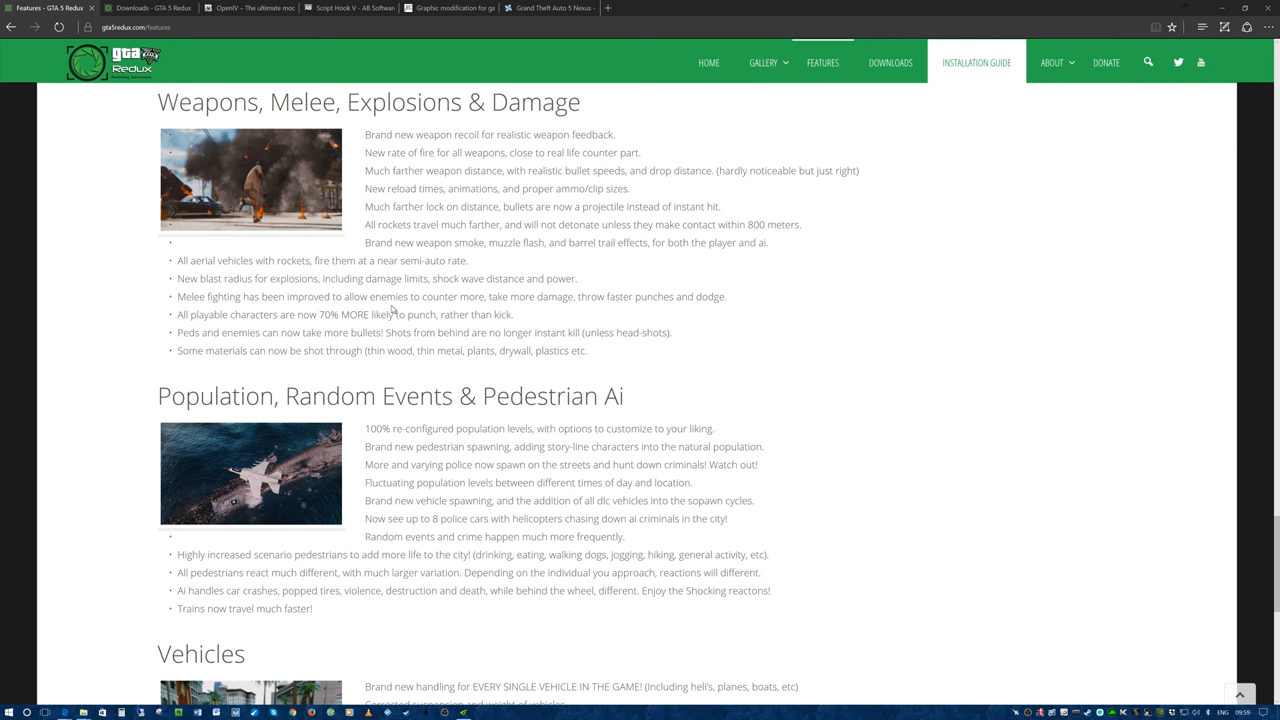 Features - GTA 5 Redux
Downloads - GTA 5 Redux
OpenIV – The ultimate mod
Script Hook V - AB Softwar
Graphic modification for ga
Grand Theft Auto 5 Nexus -
gta5redux.com/features
gta
Redux
HOME
GALLERY
FEATURES
DOWNLOADS
INSTALLATION GUIDE
ABOUT
DONATE
Weapons, Melee, Explosions & Damage
Brand new weapon recoil for realistic weapon feedback.
New rate of fire for all weapons, close to real life counter part.
Much farther weapon distance, with realistic bullet speeds, and drop distance. (hardly noticeable but just right)
New reload times, animations, and proper ammo/clip sizes.
Much farther lock on distance, bullets are now a projectile instead of instant hit.
All rockets travel much farther, and will not detonate unless they make contact within 800 meters.
Brand new weapon smoke, muzzle flash, and barrel trail effects, for both the player and ai.
All aerial vehicles with rockets, fire them at a near semi-auto rate.
New blast radius for explosions, including damage limits, shock wave distance and power.
Melee fighting has been improved to allow enemies to counter more, take more damage, throw faster punches and dodge.
All playable characters are now 70% MORE likely to punch, rather than kick.
Peds and enemies can now take more bullets! Shots from behind are no longer instant kill (unless head-shots).
Some materials can now be shot through (thin wood, thin metal, plants, drywall, plastics etc.
Population, Random Events & Pedestrian Ai
100% re-configured population levels, with options to customize to your liking.
Brand new pedestrian spawning, adding story-line characters into the natural population.
More and varying police now spawn on the streets and hunt down criminals! Watch out!
Fluctuating population levels between different times of day and location.
Brand new vehicle spawning, and the addition of all dlc vehicles into the sopawn cycles.
Now see up to 8 police cars with helicopters chasing down ai criminals in the city!
Random events and crime happen much more frequently.
Highly increased scenario pedestrians to add more life to the city! (drinking, eating, walking dogs, jogging, hiking, general activity, etc).
All pedestrians react much different, with much larger variation. Depending on the individual you approach, reactions will different.
Ai handles car crashes, popped tires, violence, destruction and death, while behind the wheel, different. Enjoy the Shocking reactons!
Trains now travel much faster!
Vehicles
Brand new handling for EVERY SINGLE VEHICLE IN THE GAME! (Including heli's, planes, boats, etc)
Corrected suspension and weight of vehicles.
ENG
09:59